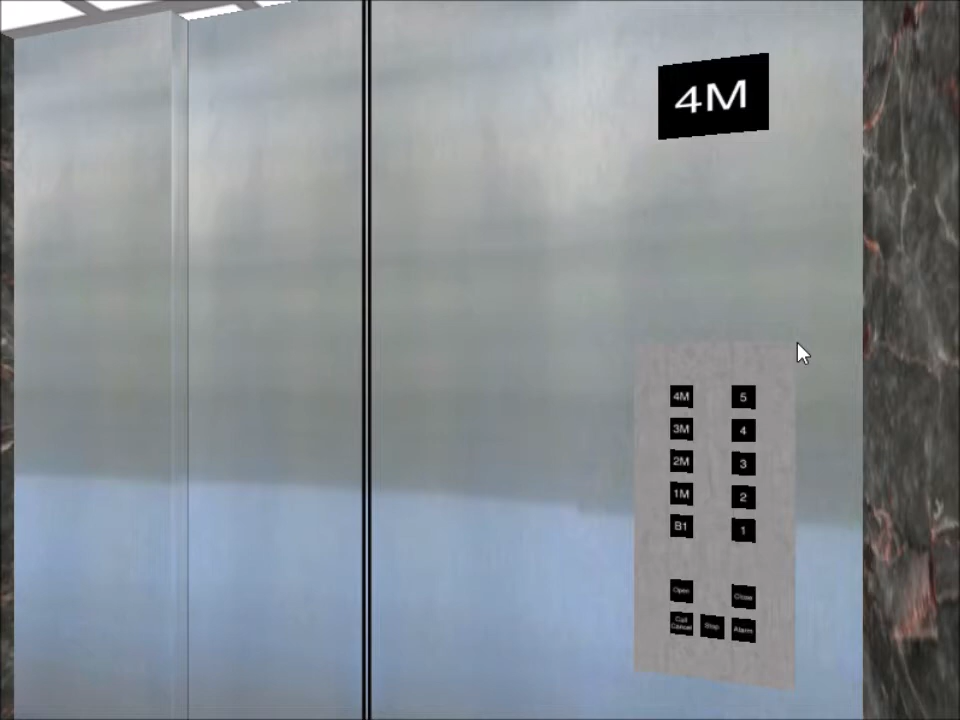 4M
4M 5
3M 4
2M 3
1M 2
B1 1
Open Close
Call Cancel Stop Alarm